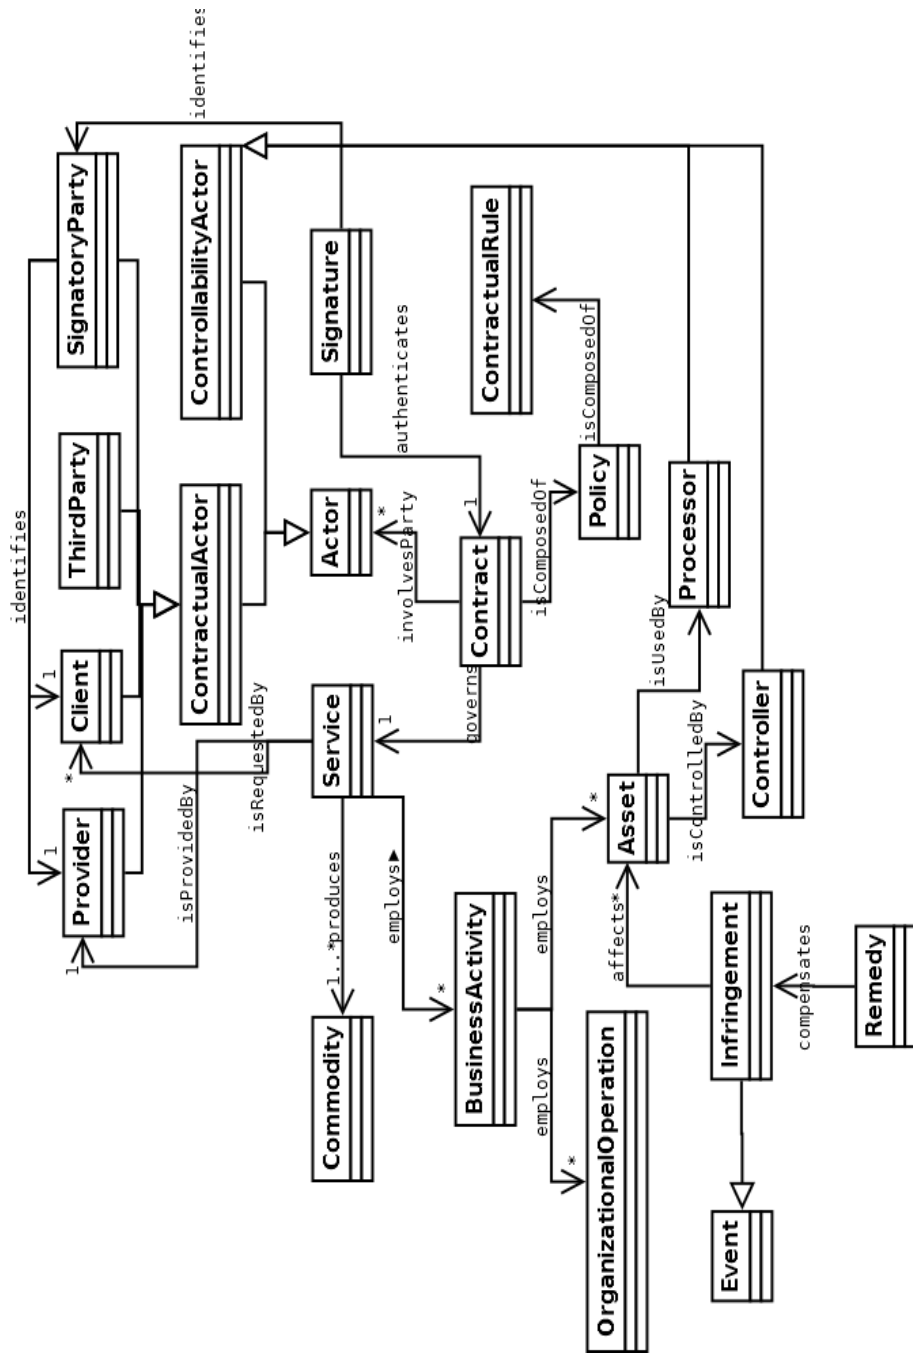 identifies
identifies
1
1
*
1
Provider
Client
ThirdParty
SignatoryParty
isProvidedBy
isRequestedBy
ContractualActor
ControllabilityActor
Commodity
1..*
produces
Service
Actor
Signature
employs▶
1
governs
involvesParty
*
authenticates
BusinessActivity
*
Contract
1
ContractualRule
employs
employs
*
*
isComposedOf
isComposedOf
OrganizationalOperation
affects
*
Asset
Policy
isUsedBy
isControlledBy
Processor
Event
Infringement
Controller
compensates
Remedy